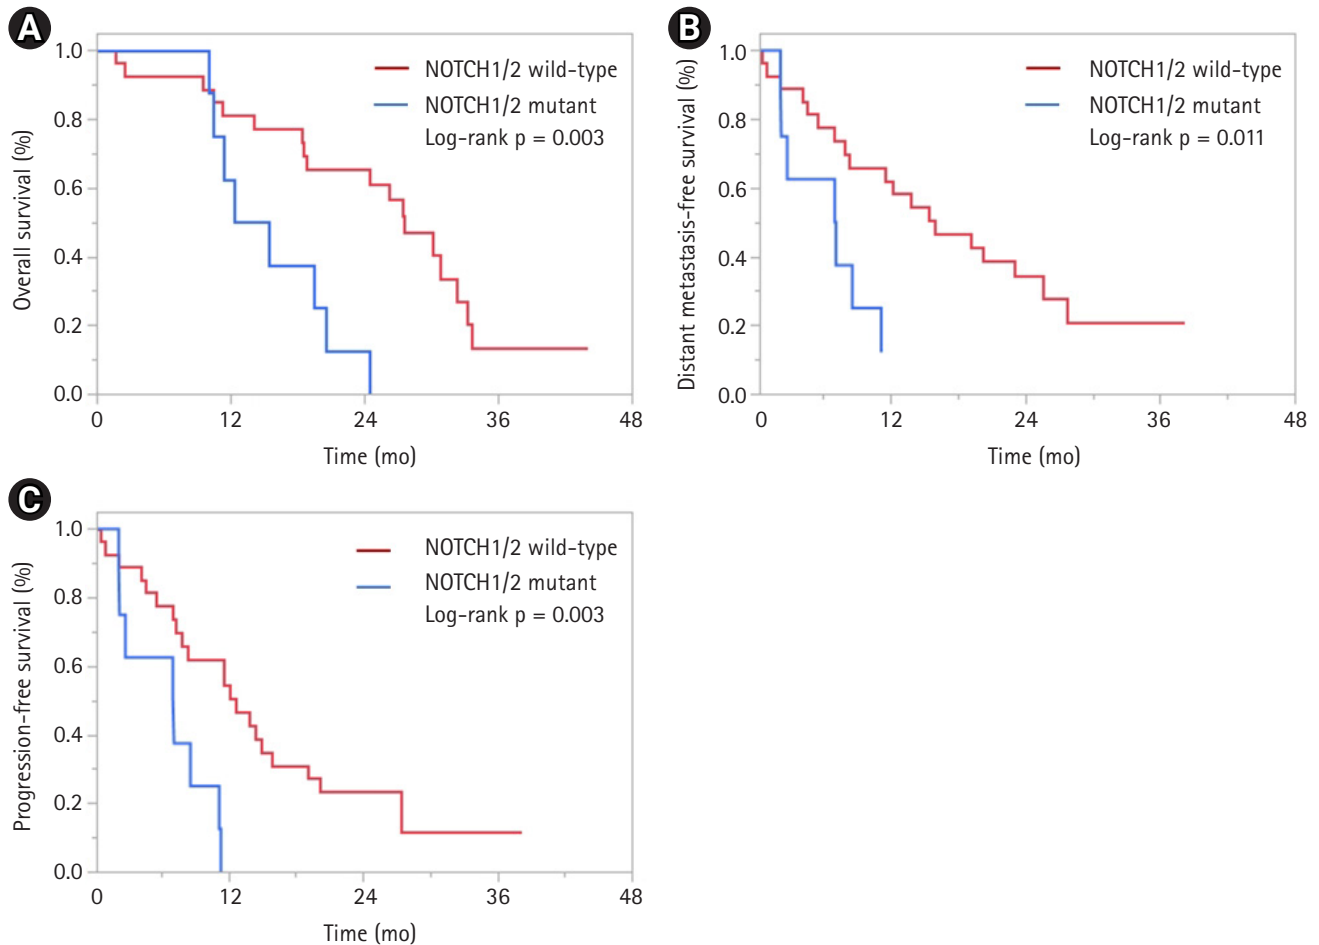 A
Overall survival (%)
1.0
0.8
0.6
0.4
0.2
0.0
0 12 24 36 48
Time (mo)
NOTCH1/2 wild-type
NOTCH1/2 mutant
Log-rank p = 0.003
B
Distant metastasis-free survival (%)
1.0
0.8
0.6
0.4
0.2
0.0
0 12 24 36 48
Time (mo)
NOTCH1/2 wild-type
NOTCH1/2 mutant
Log-rank p = 0.011
C
Progression-free survival (%)
1.0
0.8
0.6
0.4
0.2
0.0
0 12 24 36 48
Time (mo)
NOTCH1/2 wild-type
NOTCH1/2 mutant
Log-rank p = 0.003